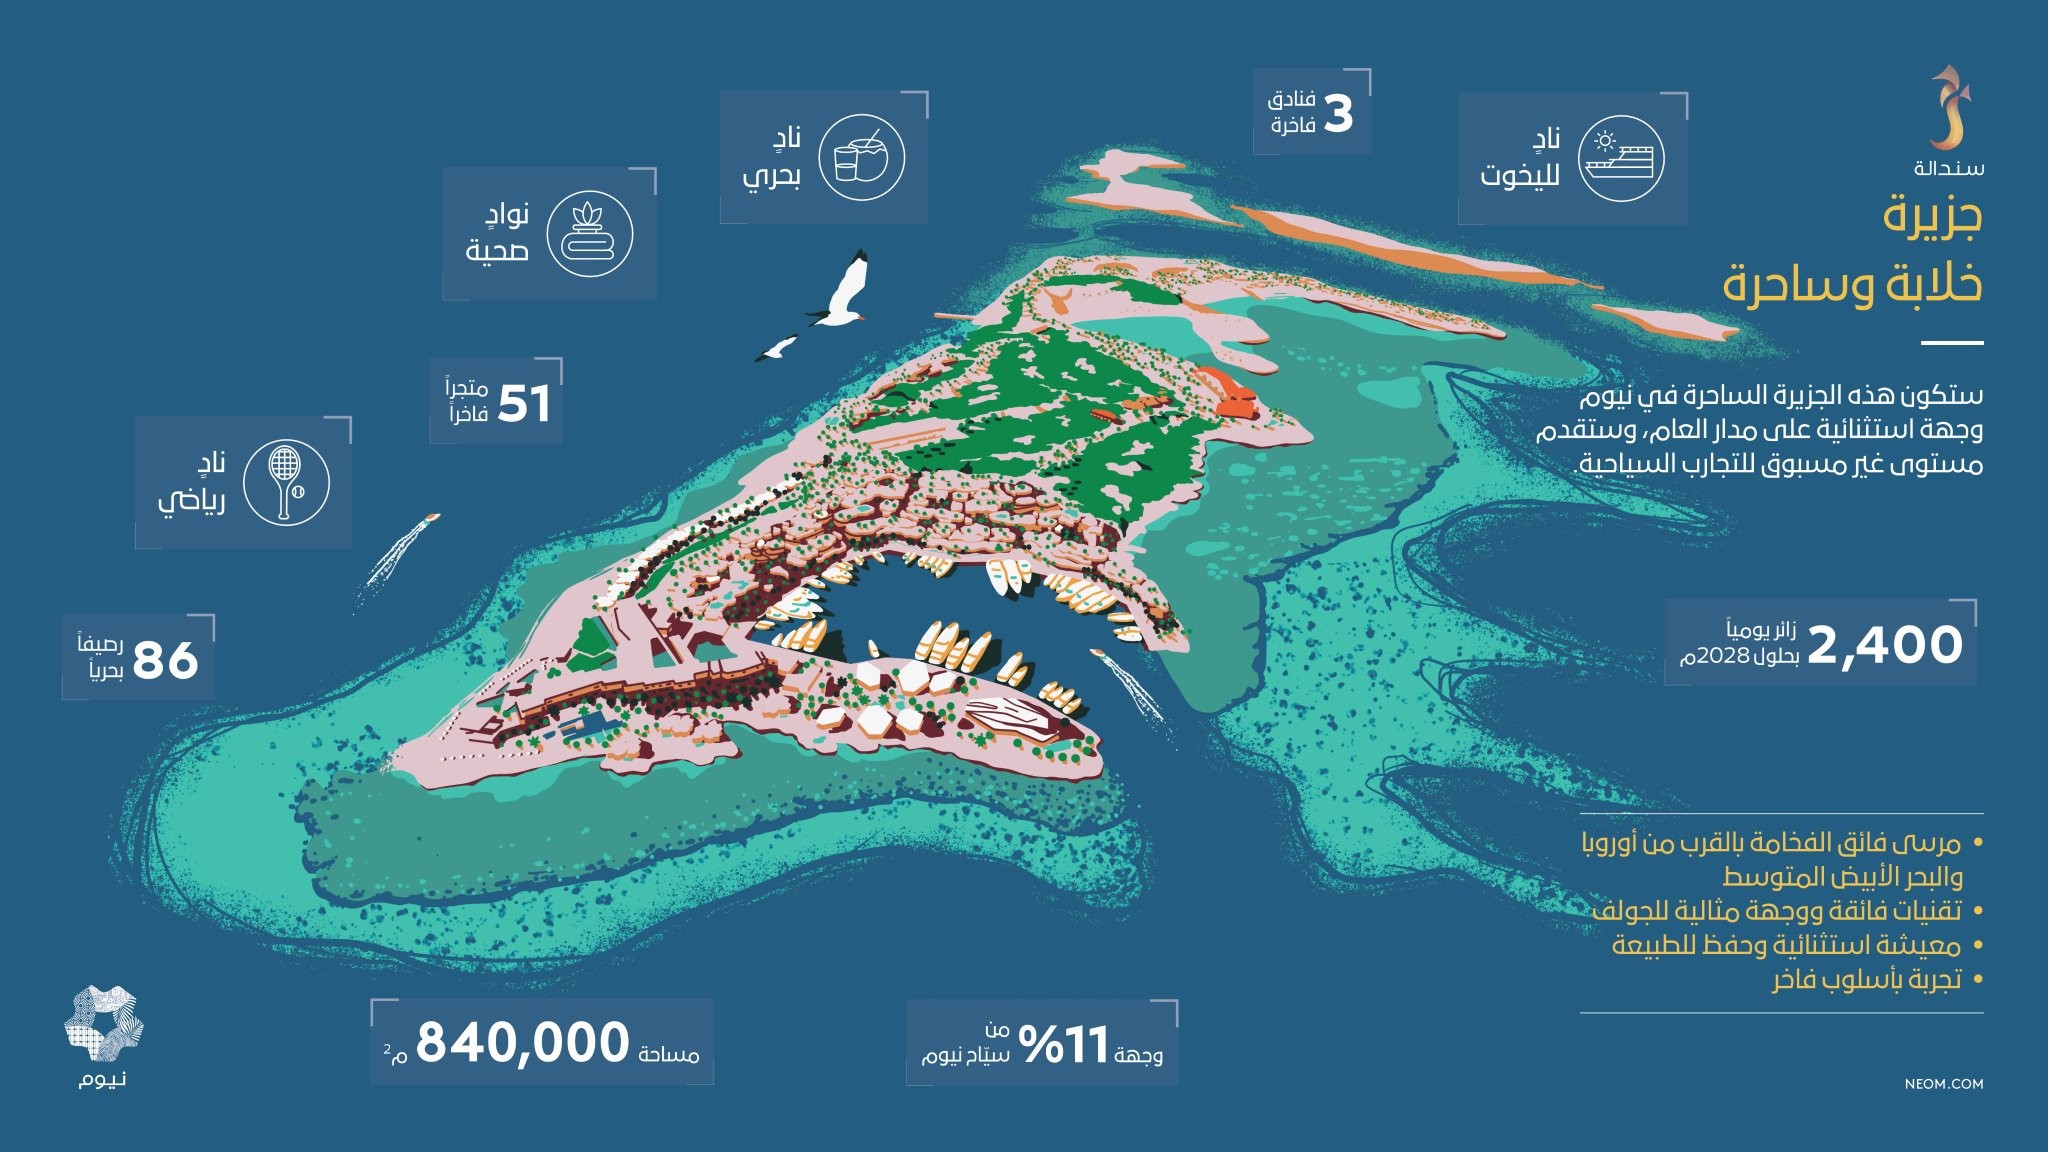 سندالة
جزيرة
خلابة وساحرة
ستكون هذه الجزيرة الساحرة في نيوم
وجهة استثنائية على مدار العام، وستقدم
مستوى غير مسبوق للتجارب السياحية.
نادٍ
لليخوت
3 فنادق
فاخرة
نادٍ
بحري
نوادٍ
صحية
51 متجراً
فاخراً
نادٍ
رياضي
86 رصيفاً
بحرياً
2,400 زائر يومياً
بحلول 2028م
• مرسى فائق الفخامة بالقرب من أوروبا
والبحر الأبيض المتوسط
• تقنيات فائقة ووجهة مثالية للجولف
• معيشة استثنائية وحفظ للطبيعة
• تجربة بأسلوب فاخر
وجهة 11% من
سيّاح نيوم
مساحة 840,000 م2
نيوم
NEOM.COM